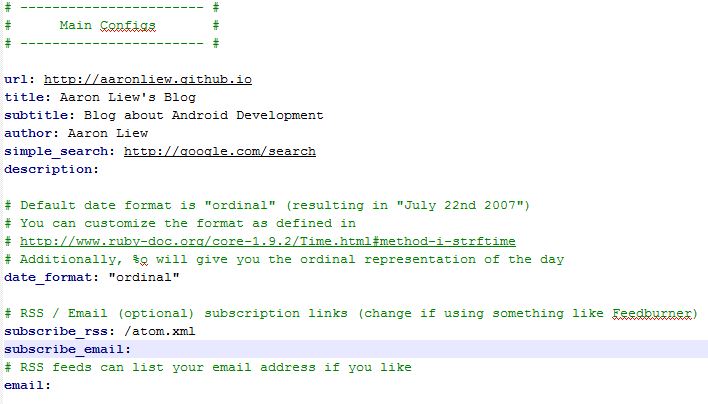 # ----------------------- #
#      Main Configs       #
# ----------------------- #
url: http://aaronliew.github.io
title: Aaron Liew's Blog
subtitle: Blog about Android Development
author: Aaron Liew
simple_search: http://google.com/search
description:
# Default date format is "ordinal" (resulting in "July 22nd 2007")
# You can customize the format as defined in
# http://www.ruby-doc.org/core-1.9.2/Time.html#method-i-strftime
# Additionally, %o will give you the ordinal representation of the day
date_format: "ordinal"
# RSS / Email (optional) subscription links (change if using something like Feedburner)
subscribe_rss: /atom.xml
subscribe_email:
# RSS feeds can list your email address if you like
email: